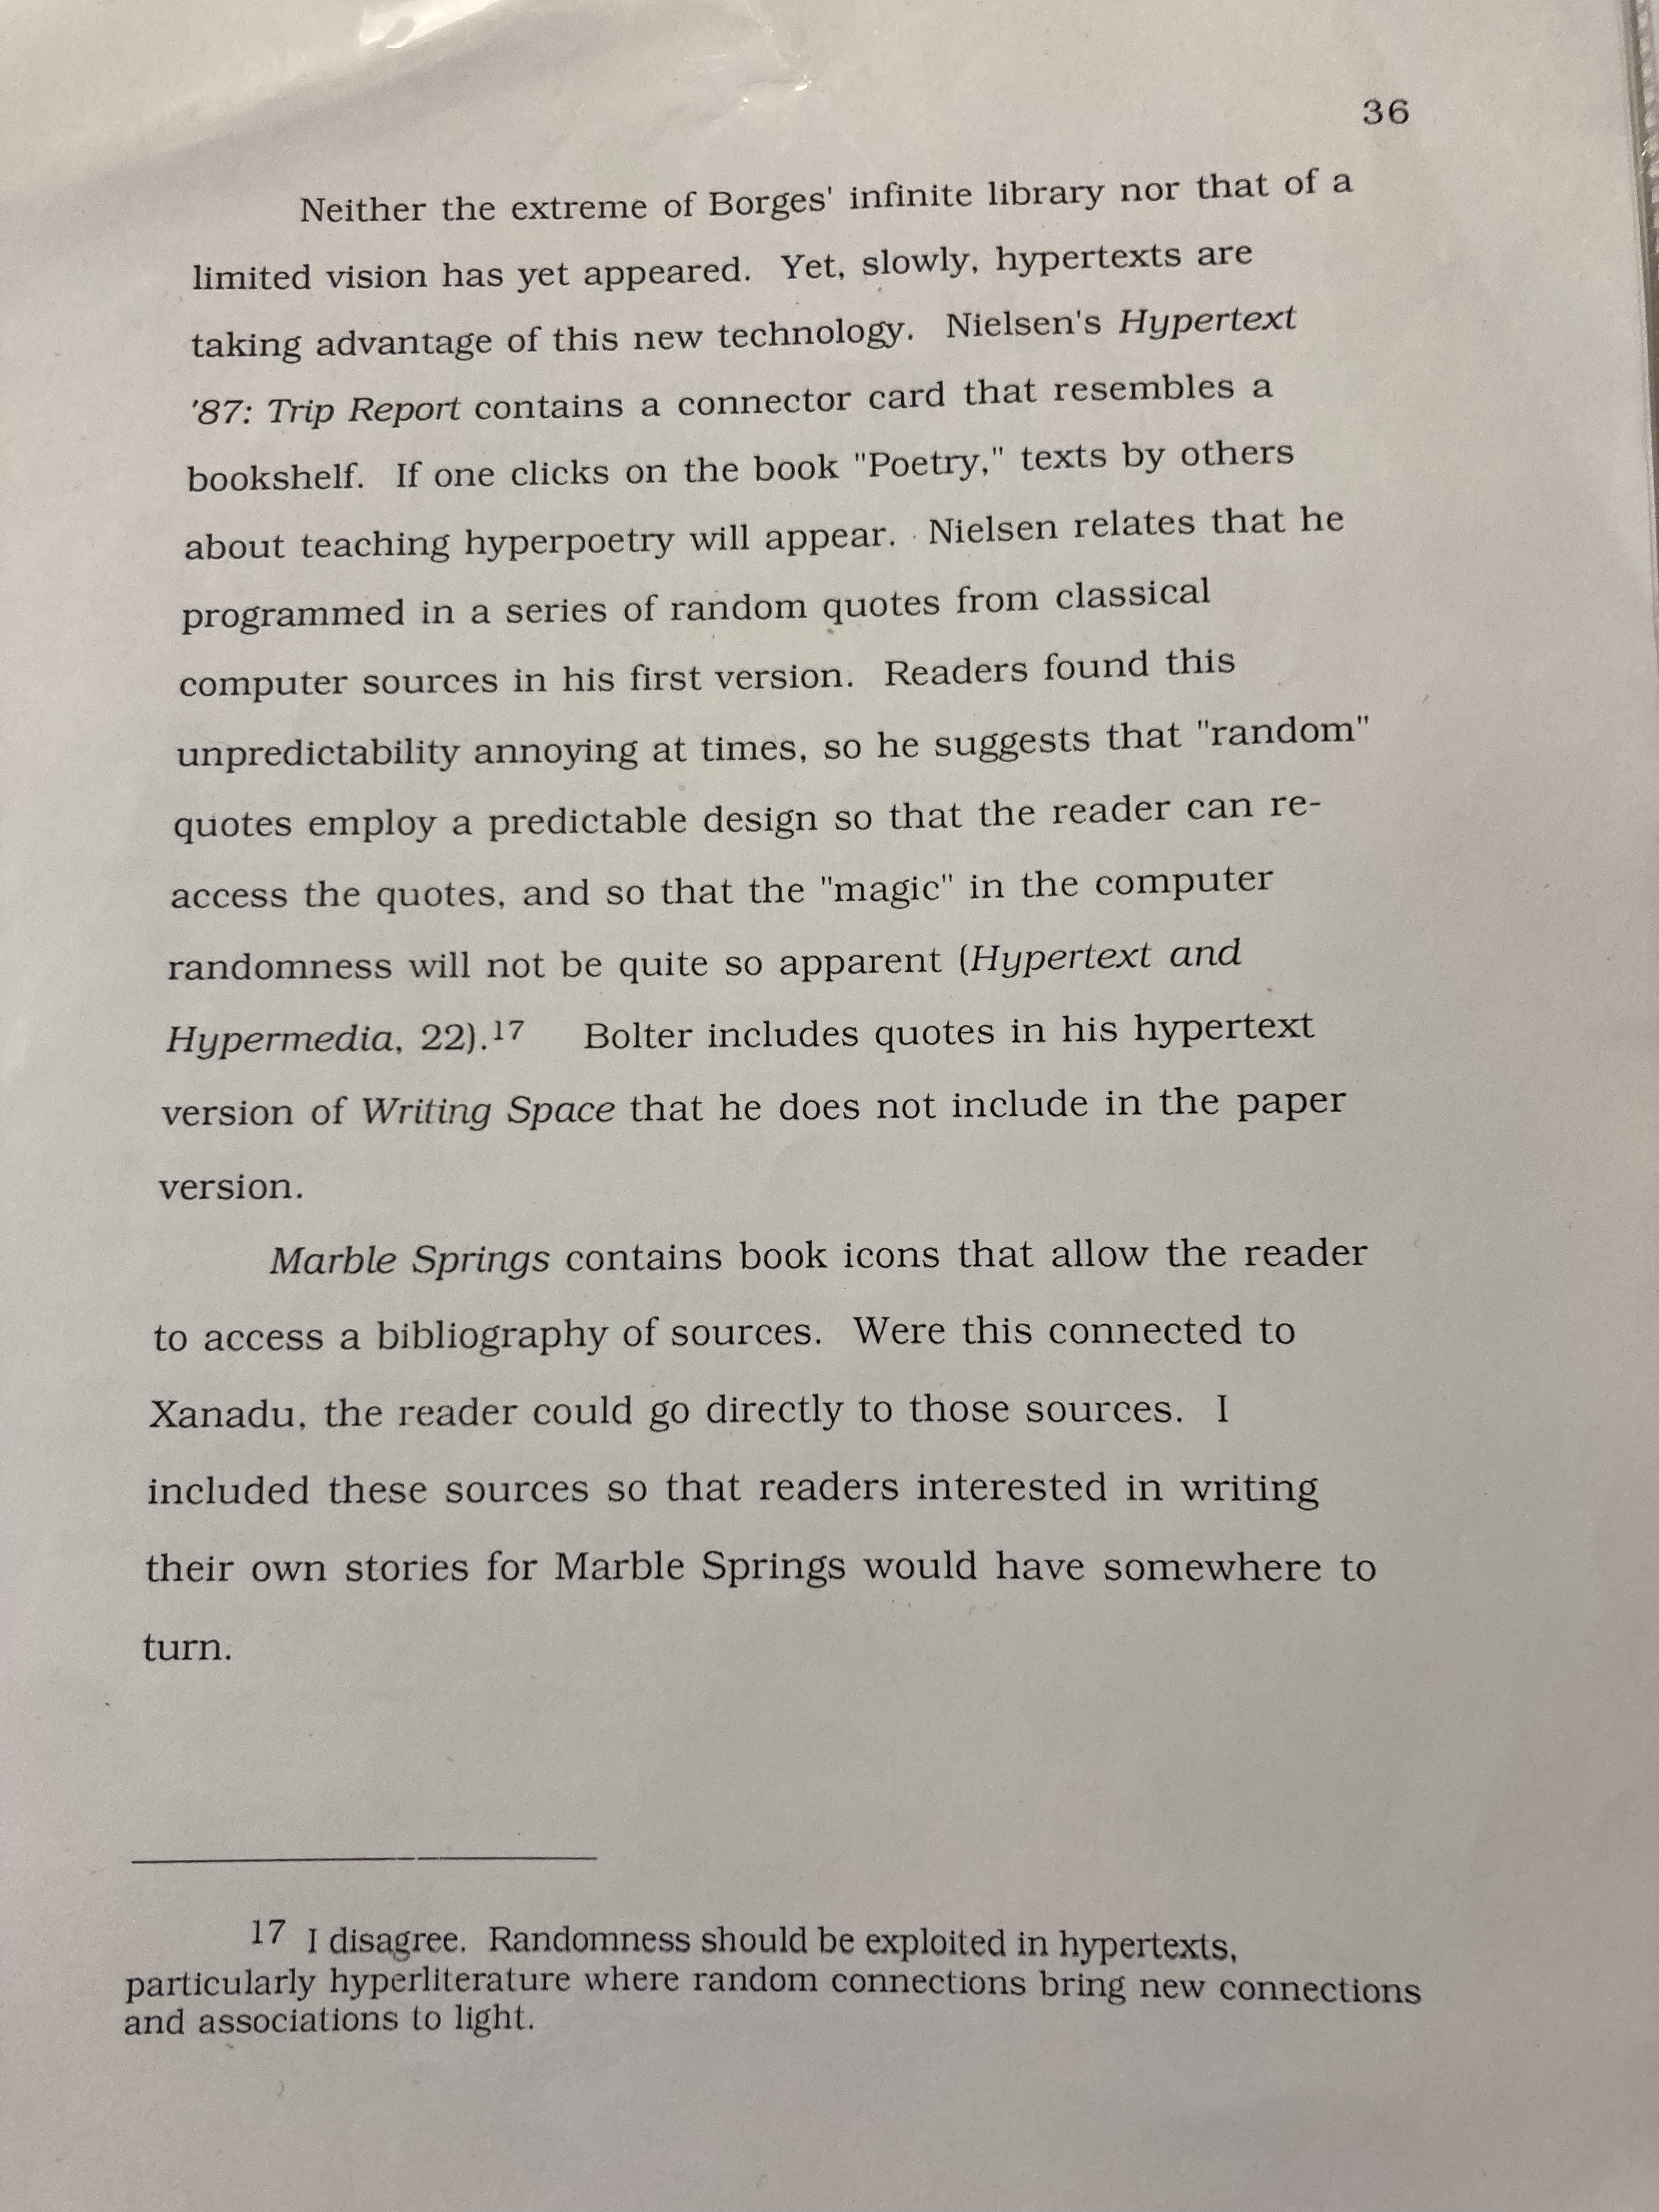 36
Neither the extreme of Borges' infinite library nor that of a
limited vision has yet appeared. Yet, slowly, hypertexts are
taking advantage of this new technology. Nielsen's Hypertext
'87: Trip Report contains a connector card that resembles a
bookshelf. If one clicks on the book "Poetry," texts by others
about teaching hyperpoetry will appear. Nielsen relates that he
programmed in a series of random quotes from classical
computer sources in his first version. Readers found this
unpredictability annoying at times, so he suggests that "random"
quotes employ a predictable design so that the reader can re-
access the quotes, and so that the "magic" in the computer
randomness will not be quite so apparent (Hypertext and
Hypermedia, 22).17 Bolter includes quotes in his hypertext
version of Writing Space that he does not include in the paper
version.
Marble Springs contains book icons that allow the reader
to access a bibliography of sources. Were this connected to
Xanadu, the reader could go directly to those sources. I
included these sources so that readers interested in writing
their own stories for Marble Springs would have somewhere to
turn.
17 I disagree. Randomness should be exploited in hypertexts,
particularly hyperliterature where random connections bring new connections
and associations to light.